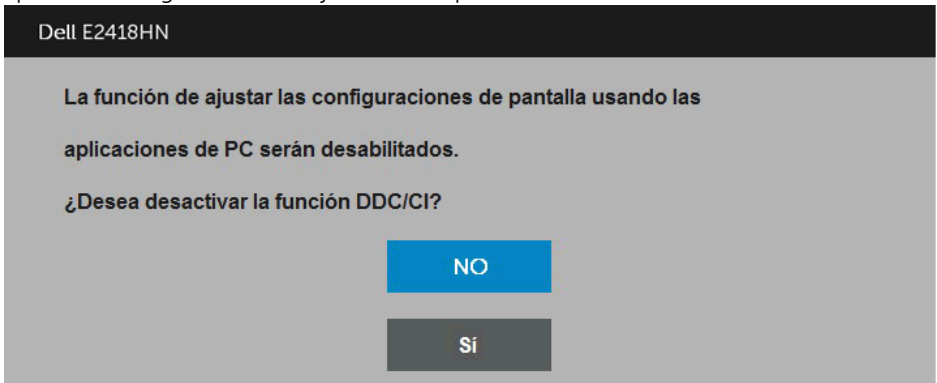 Dell E2418HN
La función de ajustar las configuraciones de pantalla usando las
aplicaciones de PC serán desabilitados.
¿Desea desactivar la función DDC/CI?
NO
Sí